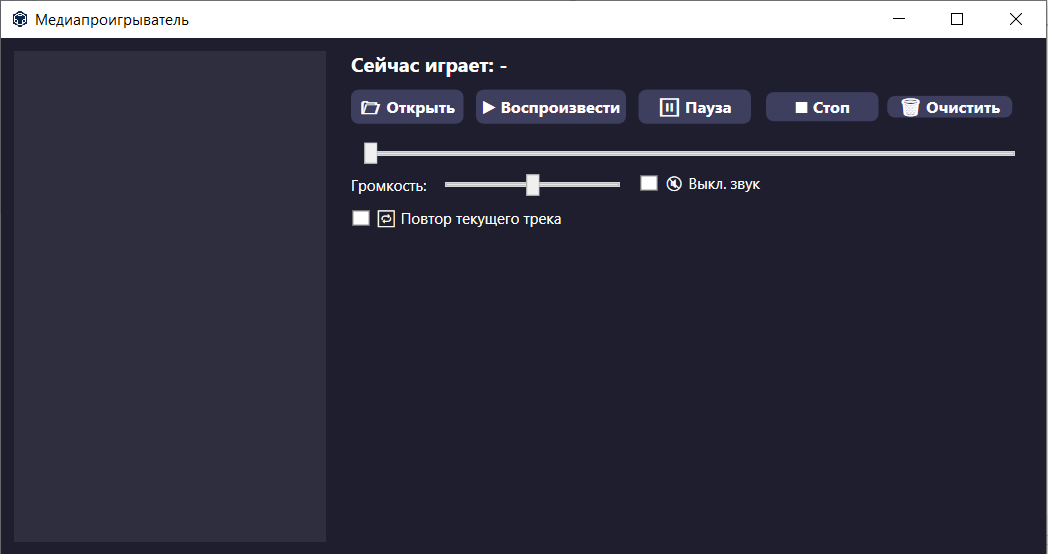 Медиапроигрыватель
Сейчас играет: -
Открыть Воспроизвести Пауза Стоп Очистить
Громкость: Выкл. звук
Повтор текущего трека